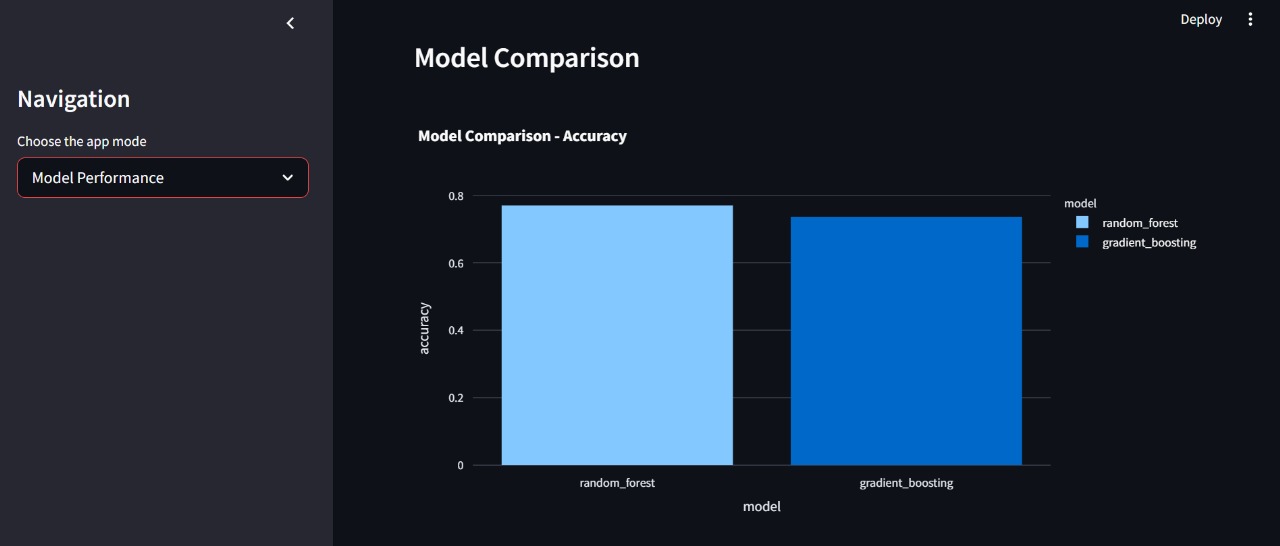 Deploy
Navigation
Choose the app mode
Model Performance
Model Comparison
Model Comparison - Accuracy
0.8
0.6
0.4
0.2
0
accuracy
random_forest
gradient_boosting
model
model
random_forest
gradient_boosting